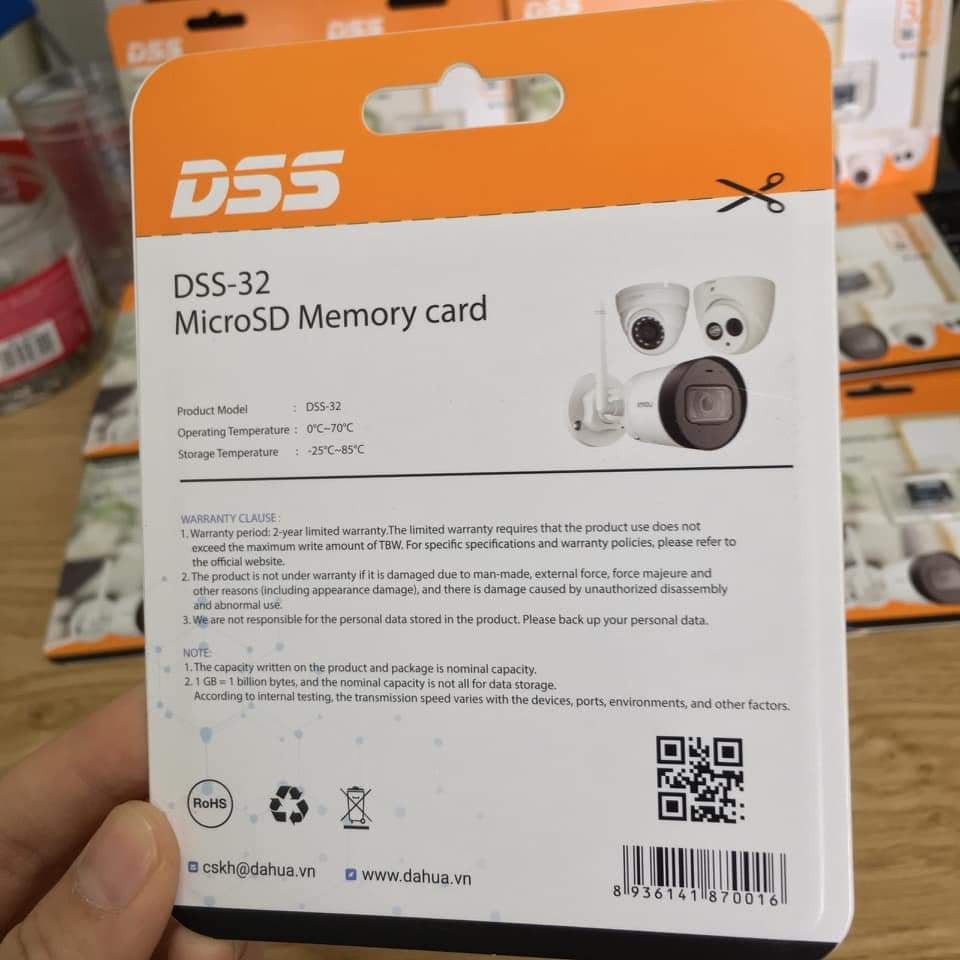 DSS
DSS
DSS
DSS
DSS-32
MicroSD Memory card
Product Model : DSS-32
Operating Temperature : 0°C~70°C
Storage Temperature : -25°C~85°C
imou
WARRANTY CLAUSE:
1. Warranty period: 2-year limited warranty.The limited warranty requires that the product use does not
exceed the maximum write amount of TBW. For specific specifications and warranty policies, please refer to
the official website.
2. The product is not under warranty if it is damaged due to man-made, external force, force majeure and
other reasons (including appearance damage), and there is damage caused by unauthorized disassembly
and abnormal use.
3. We are not responsible for the personal data stored in the product. Please back up your personal data.
NOTE:
1. The capacity written on the product and package is nominal capacity.
2. 1 GB = 1 billion bytes, and the nominal capacity is not all for data storage.
According to internal testing, the transmission speed varies with the devices, ports, environments, and other factors.
RoHS
cskh@dahua.vn www.dahua.vn
8 936141 870016